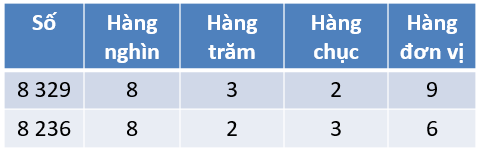 Số Hàng nghìn Hàng trăm Hàng chục Hàng đơn vị
8 329 8 3 2 9
8 236 8 2 3 6